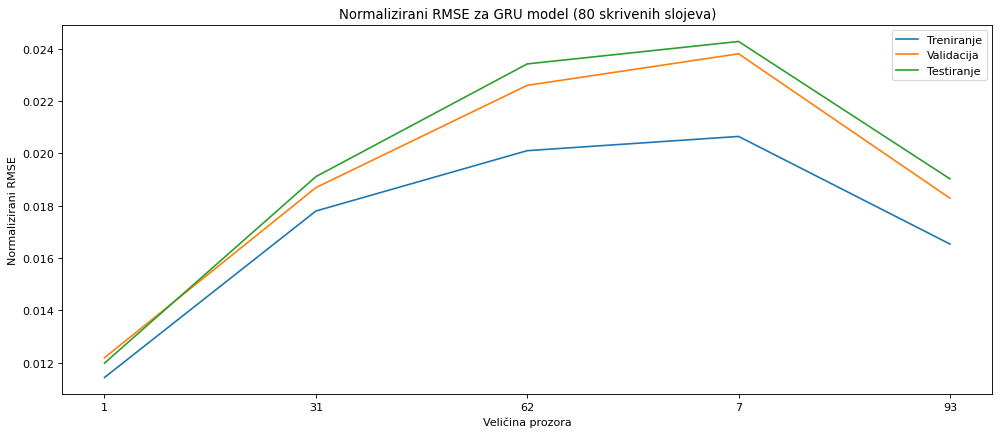 Normalizirani RMSE za GRU model (80 skrivenih slojeva)
Treniranje
Validacija
Testiranje
Normalizirani RMSE
0.024
0.022
0.020
0.018
0.016
0.014
0.012
1
31
62
7
93
Veličina prozora